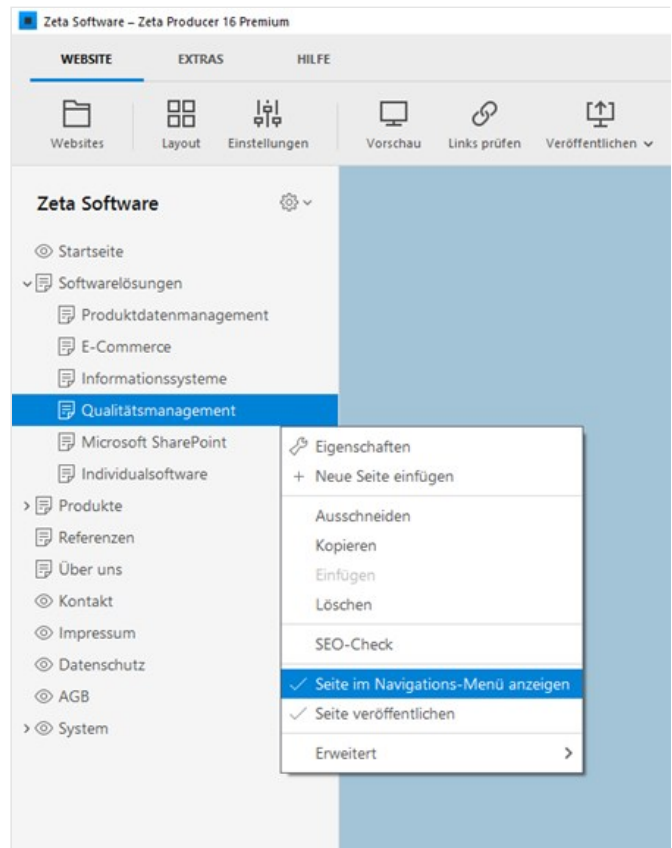 Zeta Software – Zeta Producer 16 Premium
WEBSITE EXTRAS HILFE
Websites Layout Einstellungen Vorschau Links prüfen Veröffentlichen
Zeta Software
Startseite
Softwarelösungen
Produktdatenmanagement
E-Commerce
Informationssysteme
Qualitätsmanagement
Microsoft SharePoint
Individualsoftware
Produkte
Referenzen
Über uns
Kontakt
Impressum
Datenschutz
AGB
System
Eigenschaften
Neue Seite einfügen
Ausschneiden
Kopieren
Einfügen
Löschen
SEO-Check
Seite im Navigations-Menü anzeigen
Seite veröffentlichen
Erweitert